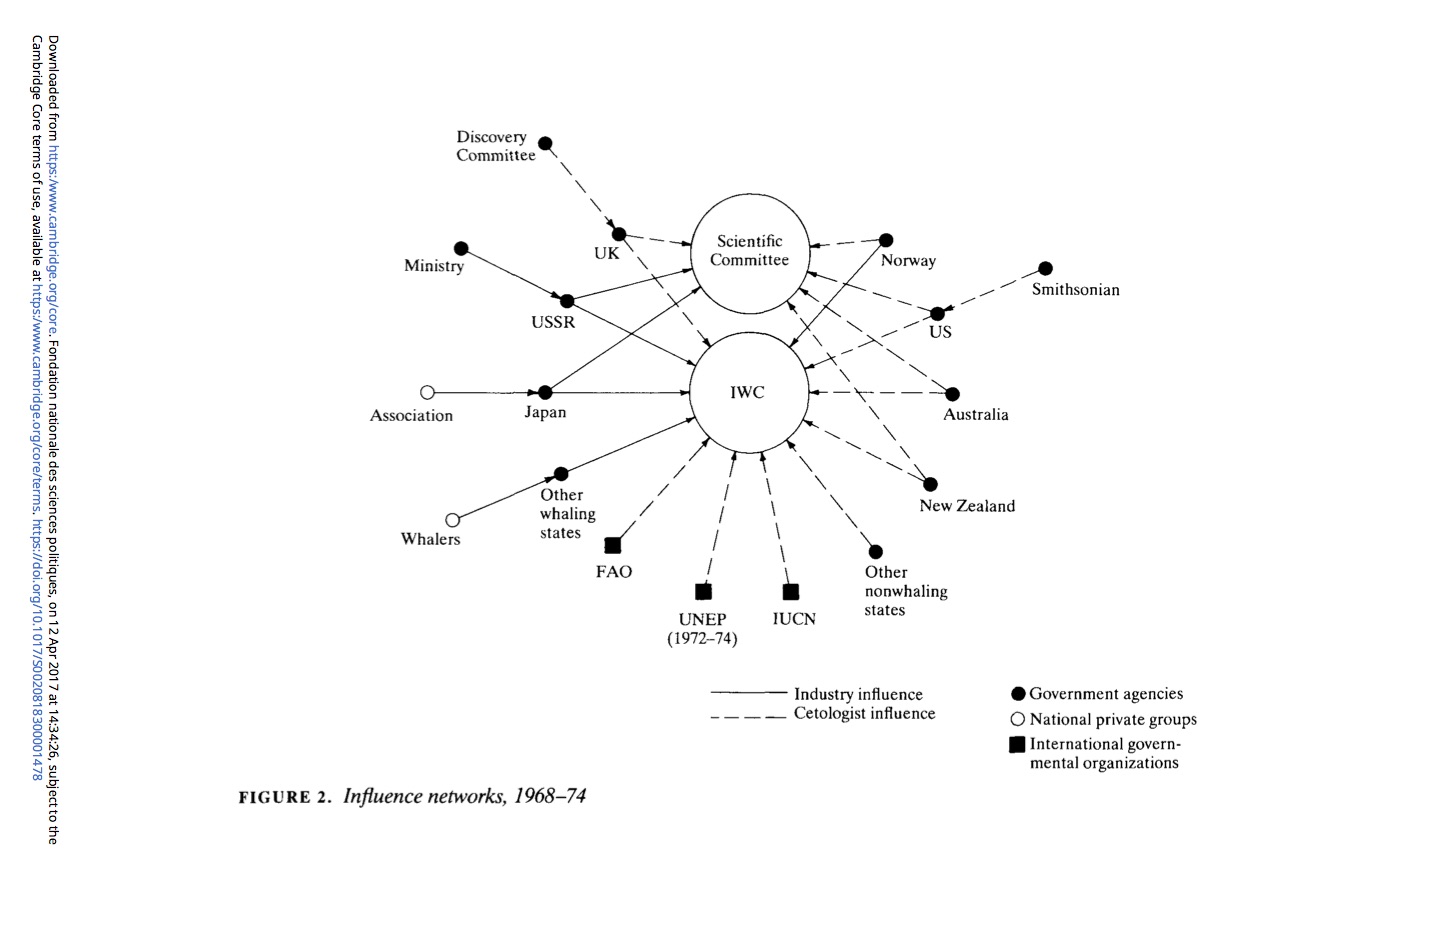 Discovery
Committee
UK
Ministry
USSR
Association
Japan
Whalers
Other
whaling
states
FAO
UNEP
(1972–74)
IUCN
Other
nonwhaling
states
New Zealand
Australia
US
Smithsonian
Norway
Scientific
Committee
IWC
Industry influence
Cetologist influence
Government agencies
National private groups
International govern-
mental organizations
FIGURE 2. Influence networks, 1968–74
Downloaded from https:/www.cambridge.org/core. Fondation nationale des sciences politiques, on 12 Apr 2017 at 14:34:26, subject to the
Cambridge Core terms of use, available at https:/www.cambridge.org/core/terms. https://doi.org/10.1017/S0020818300001478